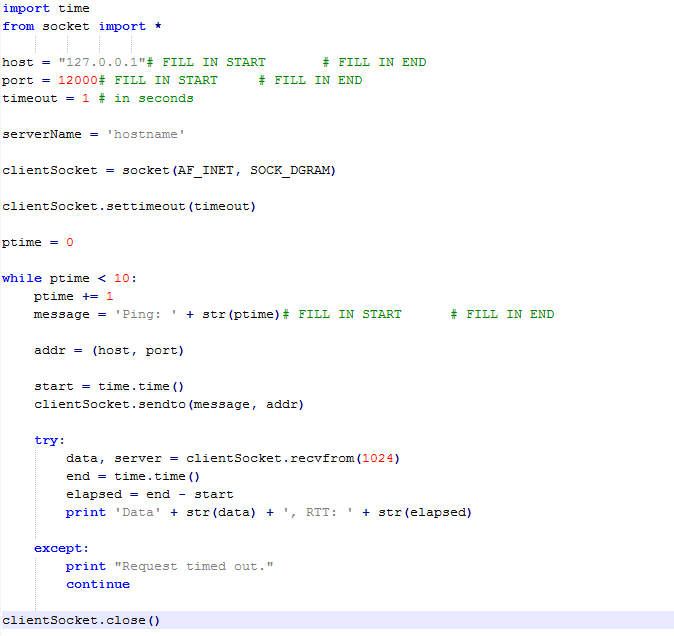 import time
from socket import *
host = "127.0.0.1"# FILL IN START       # FILL IN END
port = 12000# FILL IN START     # FILL IN END
timeout = 1 # in seconds
serverName = 'hostname'
clientSocket = socket(AF_INET, SOCK_DGRAM)
clientSocket.settimeout(timeout)
ptime = 0
while ptime < 10:
    ptime += 1
    message = 'Ping: ' + str(ptime)# FILL IN START      # FILL IN END
    addr = (host, port)
    start = time.time()
    clientSocket.sendto(message, addr)
    try:
        data, server = clientSocket.recvfrom(1024)
        end = time.time()
        elapsed = end - start
        print 'Data' + str(data) + ', RTT: ' + str(elapsed)
    except:
        print "Request timed out."
        continue
clientSocket.close()